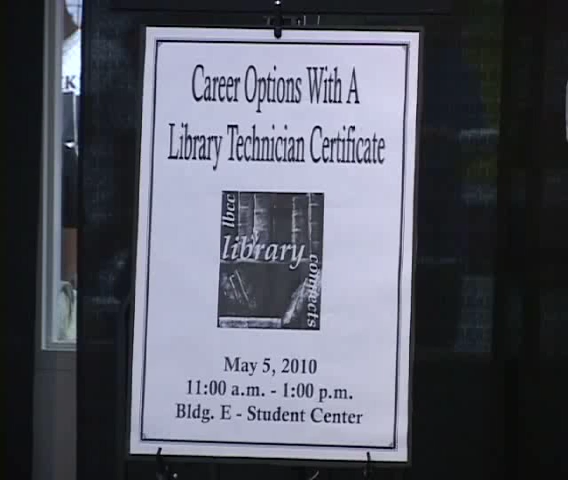 K
Career Options With A
Library Technician Certificate
lbcc
library
connects
May 5, 2010
11:00 a.m. - 1:00 p.m.
Bldg. E - Student Center